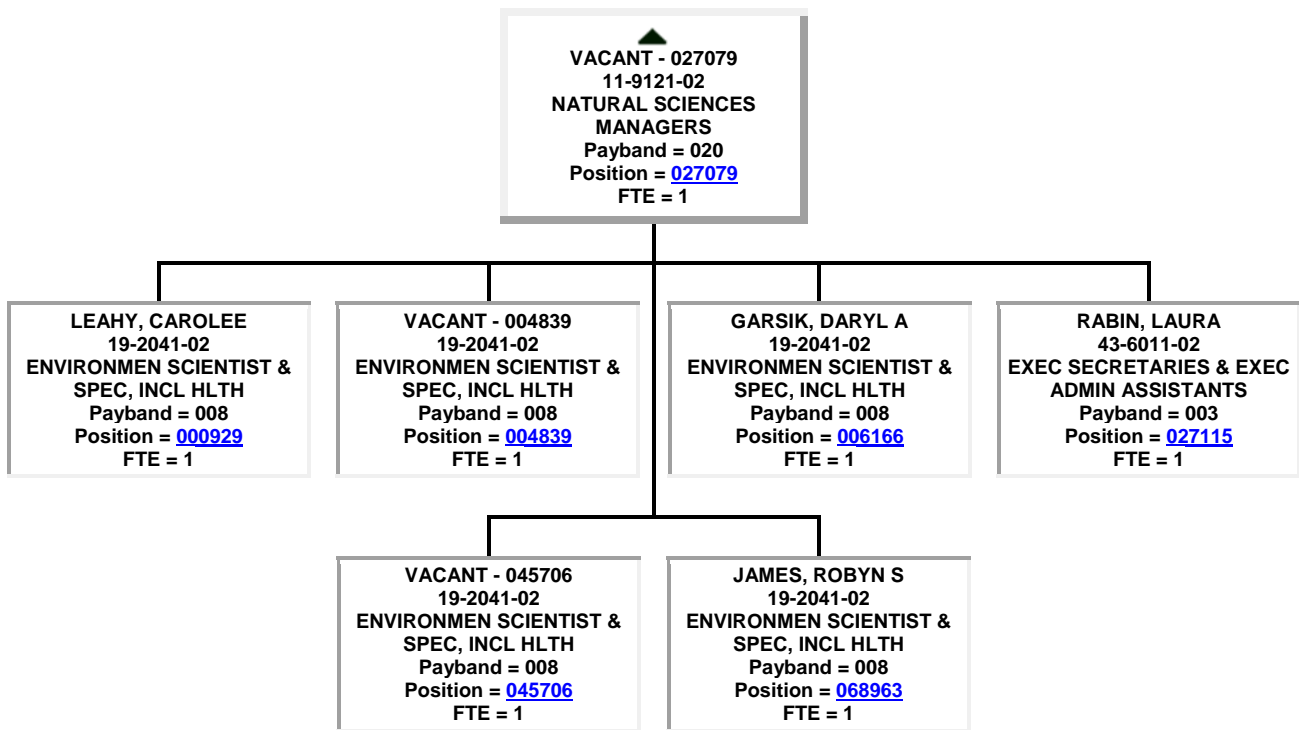 VACANT - 027079
11-9121-02
NATURAL SCIENCES
MANAGERS
Payband = 020
Position = 027079
FTE = 1
LEAHY, CAROLEE
19-2041-02
ENVIRONMEN SCIENTIST &
SPEC, INCL HLTH
Payband = 008
Position = 000929
FTE = 1
VACANT - 004839
19-2041-02
ENVIRONMEN SCIENTIST &
SPEC, INCL HLTH
Payband = 008
Position = 004839
FTE = 1
GARSIK, DARYL A
19-2041-02
ENVIRONMEN SCIENTIST &
SPEC, INCL HLTH
Payband = 008
Position = 006166
FTE = 1
RABIN, LAURA
43-6011-02
EXEC SECRETARIES & EXEC
ADMIN ASSISTANTS
Payband = 003
Position = 027115
FTE = 1
VACANT - 045706
19-2041-02
ENVIRONMEN SCIENTIST &
SPEC, INCL HLTH
Payband = 008
Position = 045706
FTE = 1
JAMES, ROBYN S
19-2041-02
ENVIRONMEN SCIENTIST &
SPEC, INCL HLTH
Payband = 008
Position = 068963
FTE = 1